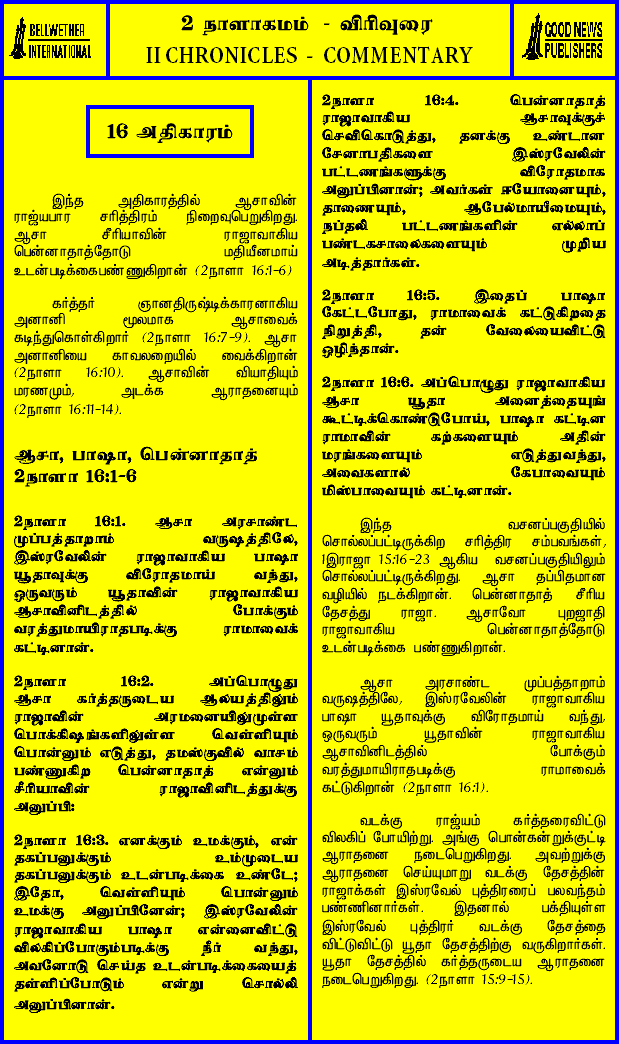 BELLWETHER
INTERNATIONAL
2 நாளாகமம் - விரிவுரை
II CHRONICLES - COMMENTARY
GOOD NEWS
PUBLISHERS
16 அதிகாரம்
இந்த அதிகாரத்தில் ஆசாவின்
ராஜ்யபார சரித்திரம் நிறைவுபெறுகிறது.
ஆசா சீரியாவின் ராஜாவாகிய
பென்னாதாத்தோடு மதியீனமாய்
உடன்படிக்கைபண்ணுகிறான் (2நாளா 16:1-6)
கர்த்தர் ஞானதிருஷ்டிக்காரனாகிய
அனானி மூலமாக ஆசாவைக்
கடிந்துகொள்கிறார் (2நாளா 16:7-9). ஆசா
அனானியை காவலறையில் வைக்கிறான்
(2நாளா 16:10). ஆசாவின் வியாதியும்
மரணமும், அடக்க ஆராதனையும்
(2நாளா 16:11-14).
ஆசா, பாஷா, பென்னாதாத்
2நாளா 16:1-6
2நாளா 16:1. ஆசா அரசாண்ட
முப்பத்தாறாம் வருஷத்திலே,
இஸ்ரவேலின் ராஜாவாகிய பாஷா
யூதாவுக்கு விரோதமாய் வந்து,
ஒருவரும் யூதாவின் ராஜாவாகிய
ஆசாவினிடத்தில் போக்கும்
வரத்துமாயிராதபடிக்கு ராமாவைக்
கட்டினான்.
2நாளா 16:2. அப்பொழுது
ஆசா கர்த்தருடைய ஆலயத்திலும்
ராஜாவின் அரமனையிலுமுள்ள
பொக்கிஷங்களிலுள்ள வெள்ளியும்
பொன்னும் எடுத்து, தமஸ்குவில் வாசம்
பண்ணுகிற பென்னாதாத் என்னும்
சீரியாவின் ராஜாவினிடத்துக்கு
அனுப்பி:
2நாளா 16:3. எனக்கும் உமக்கும், என்
தகப்பனுக்கும் உம்முடைய
தகப்பனுக்கும் உடன்படிக்கை உண்டே;
இதோ, வெள்ளியும் பொன்னும்
உமக்கு அனுப்பினேன்; இஸ்ரவேலின்
ராஜாவாகிய பாஷா என்னைவிட்டு
விலகிப்போகும்படிக்கு நீர் வந்து,
அவனோடு செய்த உடன்படிக்கையைத்
தள்ளிப்போடும் என்று சொல்லி
அனுப்பினான்.
2நாளா 16:4. பென்னாதாத்
ராஜாவாகிய ஆசாவுக்குச்
செவிகொடுத்து, தனக்கு உண்டான
சேனாபதிகளை இஸ்ரவேலின்
பட்டணங்களுக்கு விரோதமாக
அனுப்பினான்; அவர்கள் ஈயோனையும்,
தாணையும், ஆபேல்மாயீமையும்,
நப்தலி பட்டணங்களின் எல்லாப்
பண்டகசாலைகளையும் முறிய
அடித்தார்கள்.
2நாளா 16:5. இதைப் பாஷா
கேட்டபோது, ராமாவைக் கட்டுகிறதை
நிறுத்தி, தன் வேலையைவிட்டு
ஒழிந்தான்.
2நாளா 16:6. அப்பொழுது ராஜாவாகிய
ஆசா யூதா அனைத்தையுங்
கூட்டிக்கொண்டுபோய், பாஷா கட்டின
ராமாவின் கற்களையும் அதின்
மரங்களையும் எடுத்துவந்து,
அவைகளால் கேபாவையும்
மிஸ்பாவையும் கட்டினான்.
இந்த வசனப்பகுதியில்
சொல்லப்பட்டிருக்கிற சரித்திர சம்பவங்கள்,
1இராஜா 15:16-23 ஆகிய வசனப்பகுதியிலும்
சொல்லப்பட்டிருக்கிறது. ஆசா தப்பிதமான
வழியில் நடக்கிறான். பென்னாதாத் சீரிய
தேசத்து ராஜா. ஆசாவோ புறஜாதி
ராஜாவாகிய பென்னாதாத்தோடு
உடன்படிக்கை பண்ணுகிறான்.
ஆசா அரசாண்ட முப்பத்தாறாம்
வருஷத்திலே, இஸ்ரவேலின் ராஜாவாகிய
பாஷா யூதாவுக்கு விரோதமாய் வந்து,
ஒருவரும் யூதாவின் ராஜாவாகிய
ஆசாவினிடத்தில் போக்கும்
வரத்துமாயிராதபடிக்கு ராமாவைக்
கட்டுகிறான் (2நாளா 16:1).
வடக்கு ராஜ்யம் கர்த்தரைவிட்டு
விலகிப் போயிற்று. அங்கு பொன்கன்றுக்குட்டி
ஆராதனை நடைபெறுகிறது. அவற்றுக்கு
ஆராதனை செய்யுமாறு வடக்கு தேசத்தின்
ராஜாக்கள் இஸ்ரவேல் புத்திரரைப் பலவந்தம்
பண்ணினார்கள். இதனால் பக்தியுள்ள
இஸ்ரவேல் புத்திரர் வடக்கு தேசத்தை
விட்டுவிட்டு யூதா தேசத்திற்கு வருகிறார்கள்.
யூதா தேசத்தில் கர்த்தருடைய ஆராதனை
நடைபெறுகிறது. (2நாளா 15:9-15).